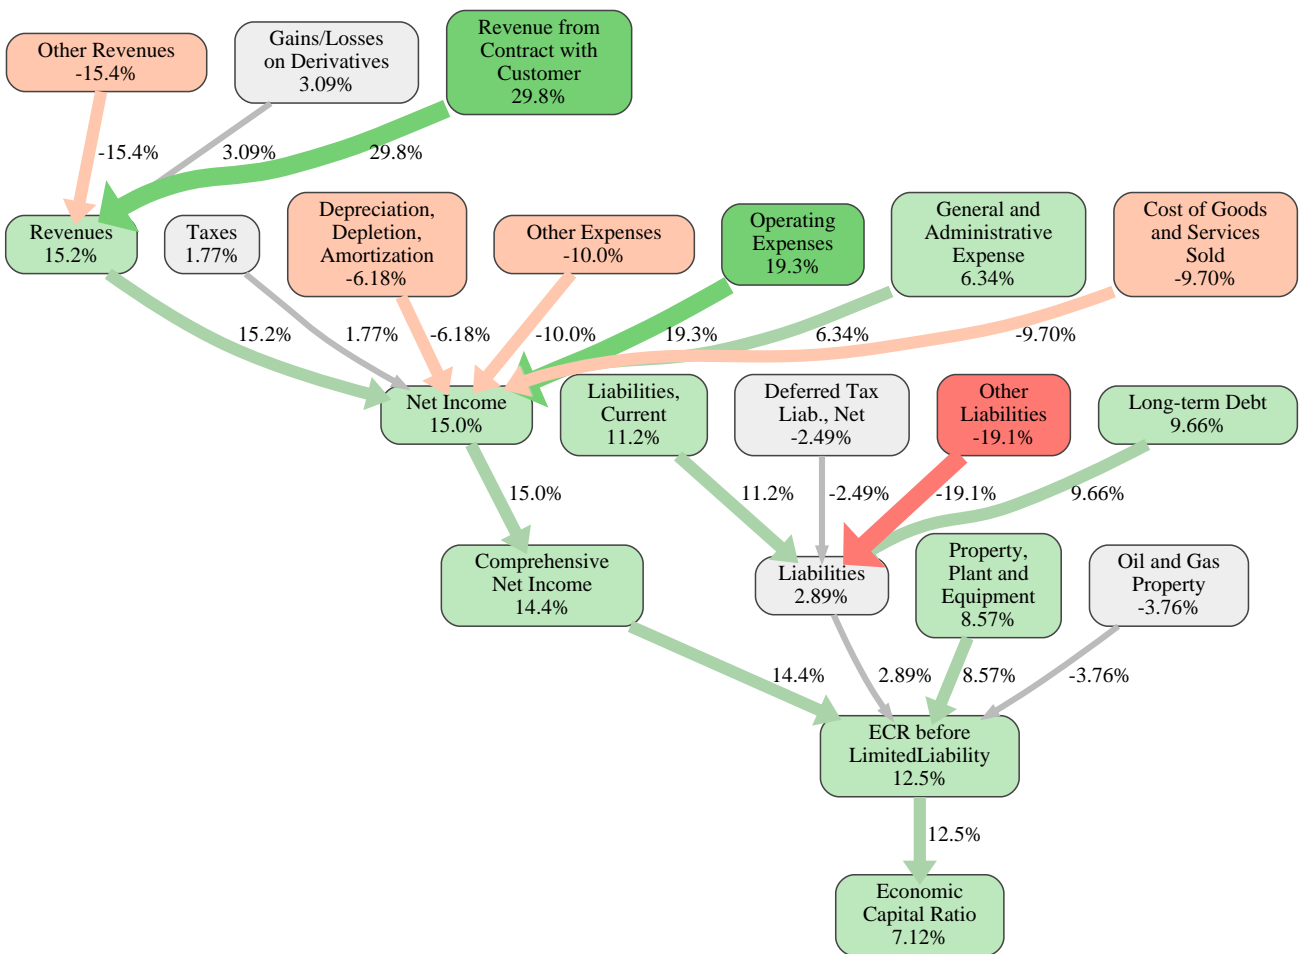 Other Revenues
-15.4%
Gains/Losses
on Derivatives
3.09%
Revenue from
Contract with
Customer
29.8%
-15.4%
3.09%
29.8%
Revenues
15.2%
Taxes
1.77%
Depreciation,
Depletion,
Amortization
-6.18%
Other Expenses
-10.0%
Operating
Expenses
19.3%
General and
Administrative
Expense
6.34%
Cost of Goods
and Services
Sold
-9.70%
15.2%
1.77%
-6.18%
-10.0%
19.3%
6.34%
-9.70%
Net Income
15.0%
Liabilities,
Current
11.2%
Deferred Tax
Liab., Net
-2.49%
Other
Liabilities
-19.1%
Long-term Debt
9.66%
15.0%
11.2%
-2.49%
-19.1%
9.66%
Comprehensive
Net Income
14.4%
Liabilities
2.89%
Property,
Plant and
Equipment
8.57%
Oil and Gas
Property
-3.76%
14.4%
2.89%
8.57%
-3.76%
ECR before
LimitedLiability
12.5%
12.5%
Economic
Capital Ratio
7.12%